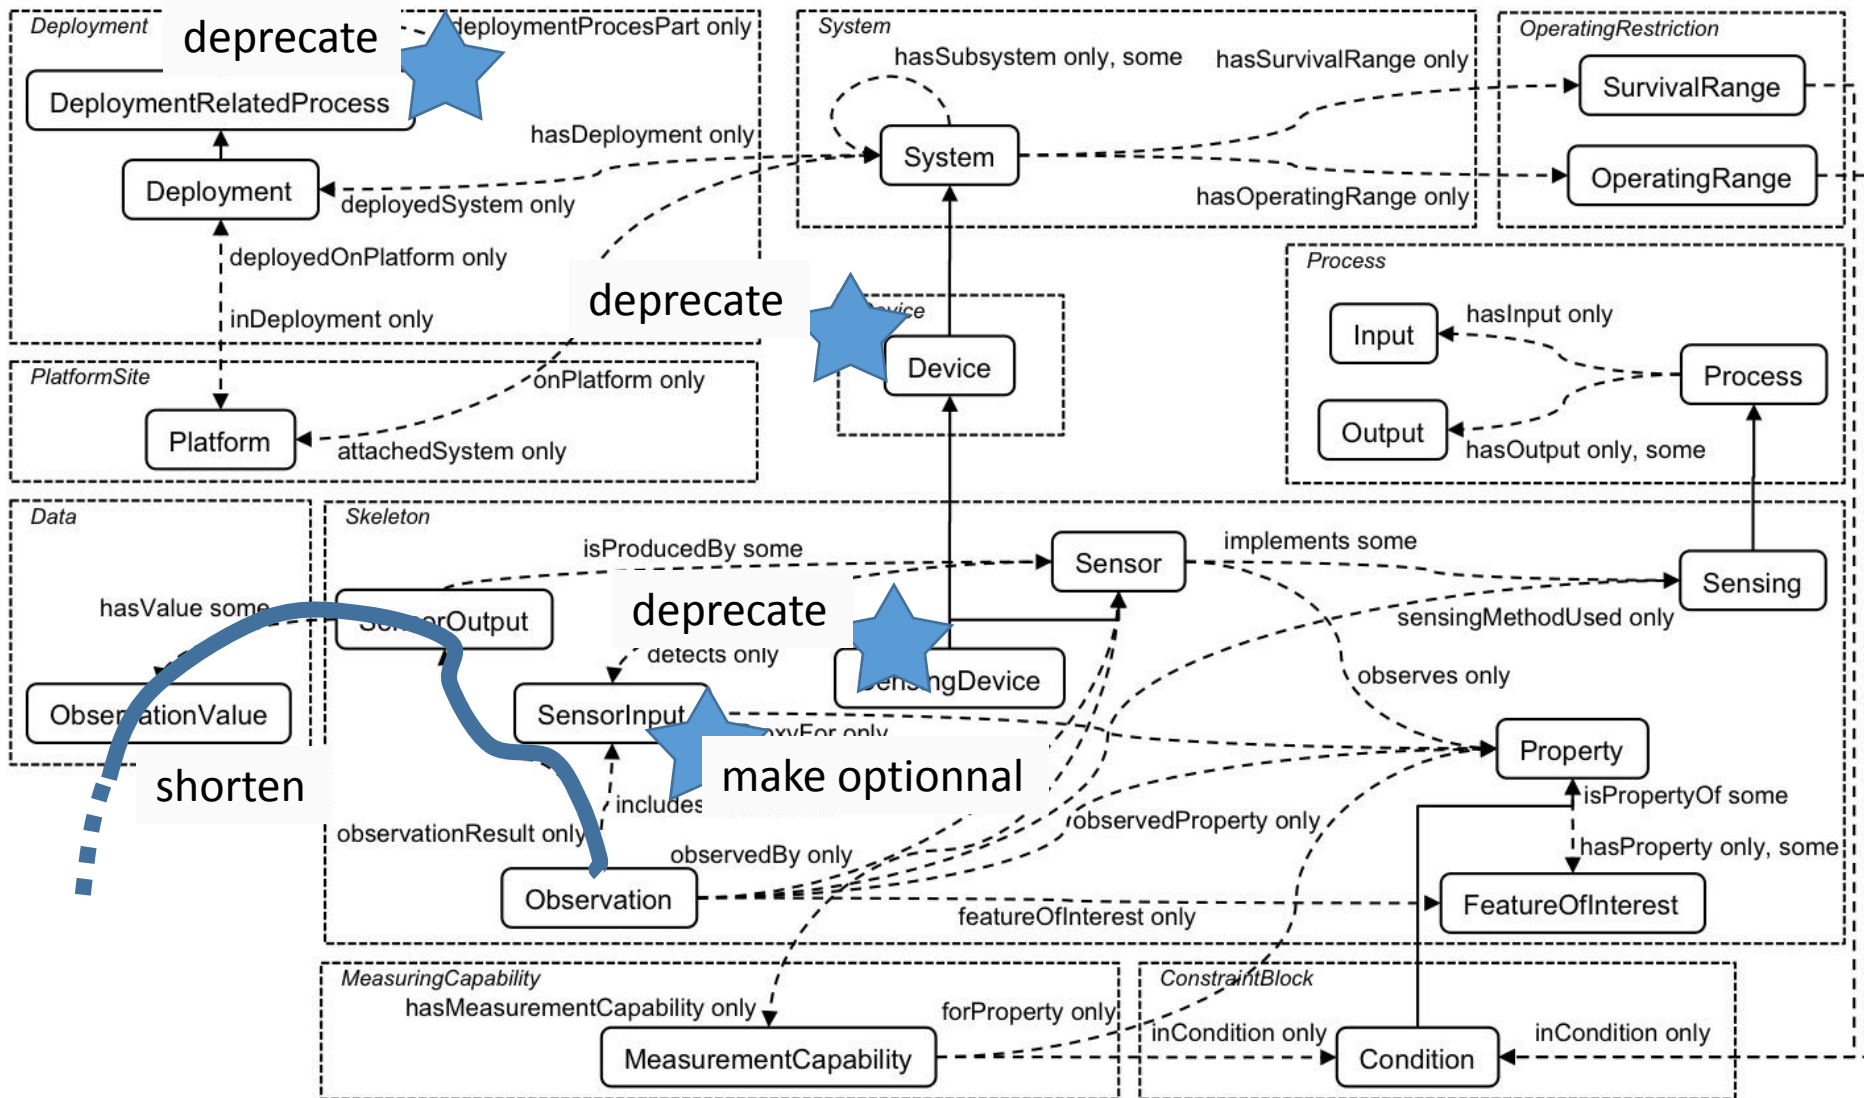 Deployment
deprecate
deploymentProcesPart only
DeploymentRelatedProcess
hasDeployment only
Deployment
deployedSystem only
deployedOnPlatform only
inDeployment only
System
hasSubsystem only, some
hasSurvivalRange only
System
hasOperatingRange only
OperatingRestriction
SurvivalRange
OperatingRange
deprecate
Device
Process
hasInput only
Input
Process
Output
hasOutput only, some
PlatformSite
onPlatform only
Platform
attachedSystem only
Data
hasValue some
ObservationValue
shorten
Skeleton
isProducedBy some
Sensor
implements some
Sensing
SensorOutput
deprecate
sensingMethodUsed only
detects only
SensingDevice
observes only
SensorInput
oxyFor only
Property
make optionnal
includes
isPropertyOf some
observationResult only
observedProperty only
observedBy only
hasProperty only, some
Observation
featureOfInterest only
FeatureOfInterest
MeasuringCapability
hasMeasurementCapability only
forProperty only
MeasurementCapability
ConstraintBlock
inCondition only
Condition
inCondition only